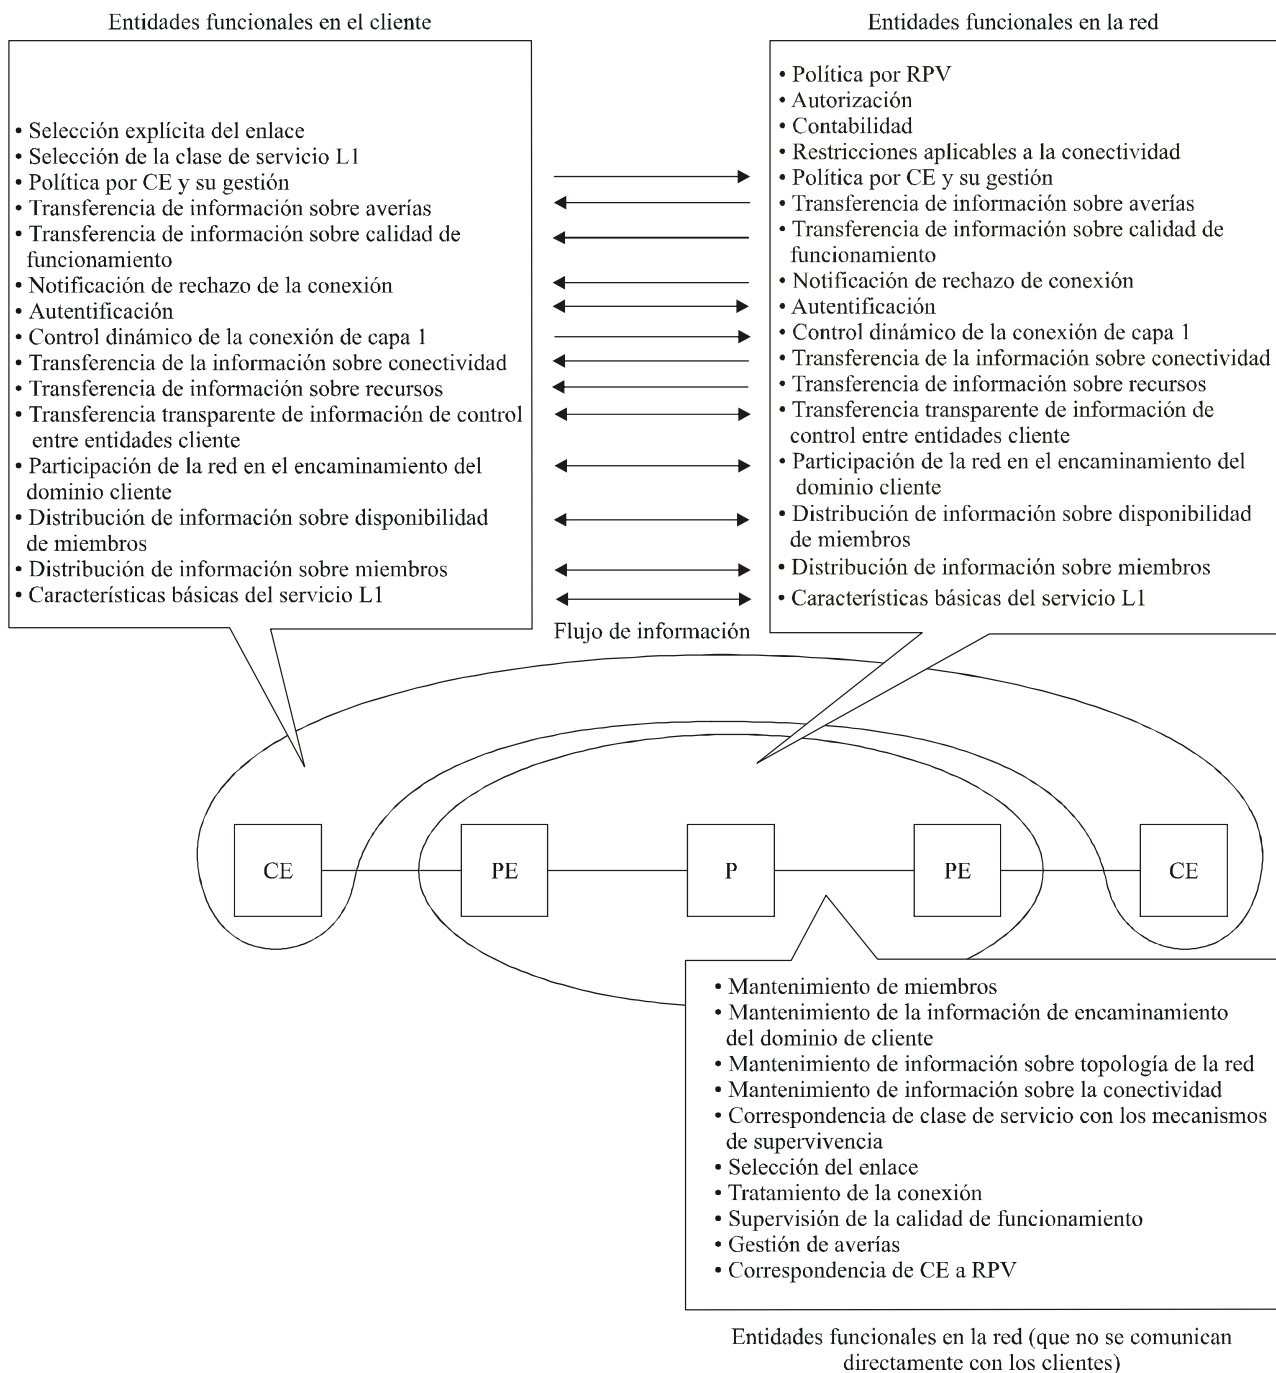 Entidades funcionales en el cliente
• Selección explícita del enlace
• Selección de la clase de servicio L1
• Política por CE y su gestión
• Transferencia de información sobre averías
• Transferencia de información sobre calidad de
funcionamiento
• Notificación de rechazo de la conexión
• Autentificación
• Control dinámico de la conexión de capa 1
• Transferencia de la información sobre conectividad
• Transferencia de información sobre recursos
• Transferencia transparente de información de control
entre entidades cliente
• Participación de la red en el encaminamiento del
dominio cliente
• Distribución de información sobre disponibilidad
de miembros
• Distribución de información sobre miembros
• Características básicas del servicio L1
Entidades funcionales en la red
• Política por RPV
• Autorización
• Contabilidad
• Restricciones aplicables a la conectividad
• Política por CE y su gestión
• Transferencia de información sobre averías
• Transferencia de información sobre calidad de
funcionamiento
• Notificación de rechazo de conexión
• Autentificación
• Control dinámico de la conexión de capa 1
• Transferencia de la información sobre conectividad
• Transferencia de información sobre recursos
• Transferencia transparente de información de
control entre entidades cliente
• Participación de la red en el encaminamiento del
dominio cliente
• Distribución de información sobre disponibilidad
de miembros
• Distribución de información sobre miembros
• Características básicas del servicio L1
Flujo de información
CE
PE
P
PE
CE
• Mantenimiento de miembros
• Mantenimiento de la información de encaminamiento
del dominio de cliente
• Mantenimiento de información sobre topología de la red
• Mantenimiento de información sobre la conectividad
• Correspondencia de clase de servicio con los mecanismos
de supervivencia
• Selección del enlace
• Tratamiento de la conexión
• Supervisión de la calidad de funcionamiento
• Gestión de averías
• Correspondencia de CE a RPV
Entidades funcionales en la red (que no se comunican
directamente con los clientes)